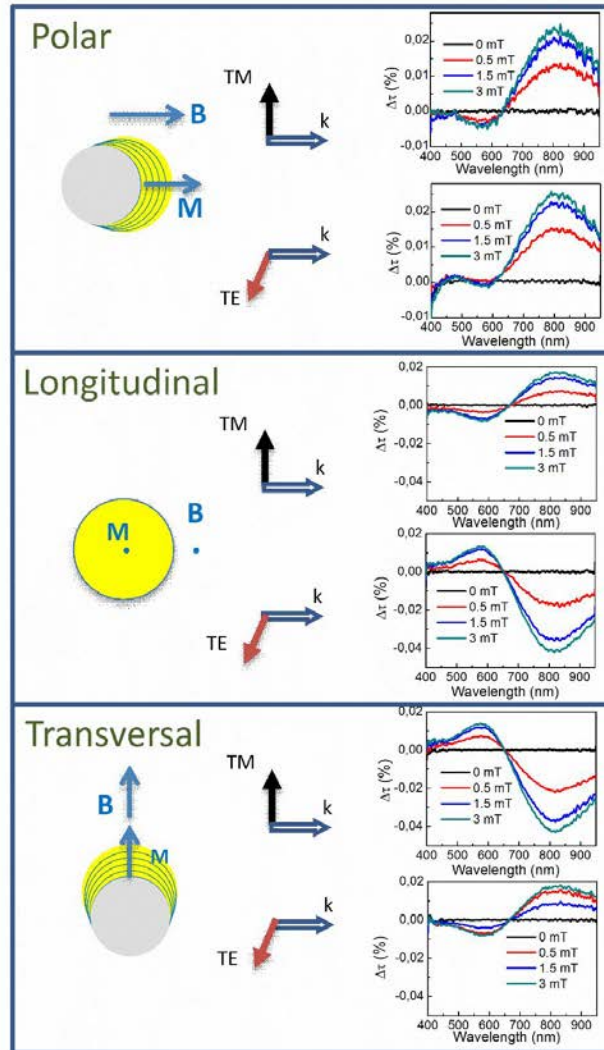 Polar
B
M
TM
k
TE
k
0.02
0.01
0.00
-0.01
Δτ (%)
0 mT
0.5 mT
1.5 mT
3 mT
400 500 600 700 800 900
Wavelength (nm)
0.02
0.01
0.00
-0.01
Δτ (%)
0 mT
0.5 mT
1.5 mT
3 mT
400 500 600 700 800 900
Wavelength (nm)
Longitudinal
M
B
TM
k
TE
k
0,02
0,00
-0,02
-0,04
Δτ (%)
0 mT
0.5 mT
1.5 mT
3 mT
400 500 600 700 800 900
Wavelength (nm)
0,02
0,00
-0,02
-0,04
Δτ (%)
0 mT
0.5 mT
1.5 mT
3 mT
400 500 600 700 800 900
Wavelength (nm)
Transversal
B
M
TM
k
TE
k
0,02
0,00
-0,02
-0,04
Δτ (%)
0 mT
0.5 mT
1.5 mT
3 mT
400 500 600 700 800 900
Wavelength (nm)
0,02
0,00
-0,02
-0,04
Δτ (%)
0 mT
0.5 mT
1.5 mT
3 mT
400 500 600 700 800 900
Wavelength (nm)